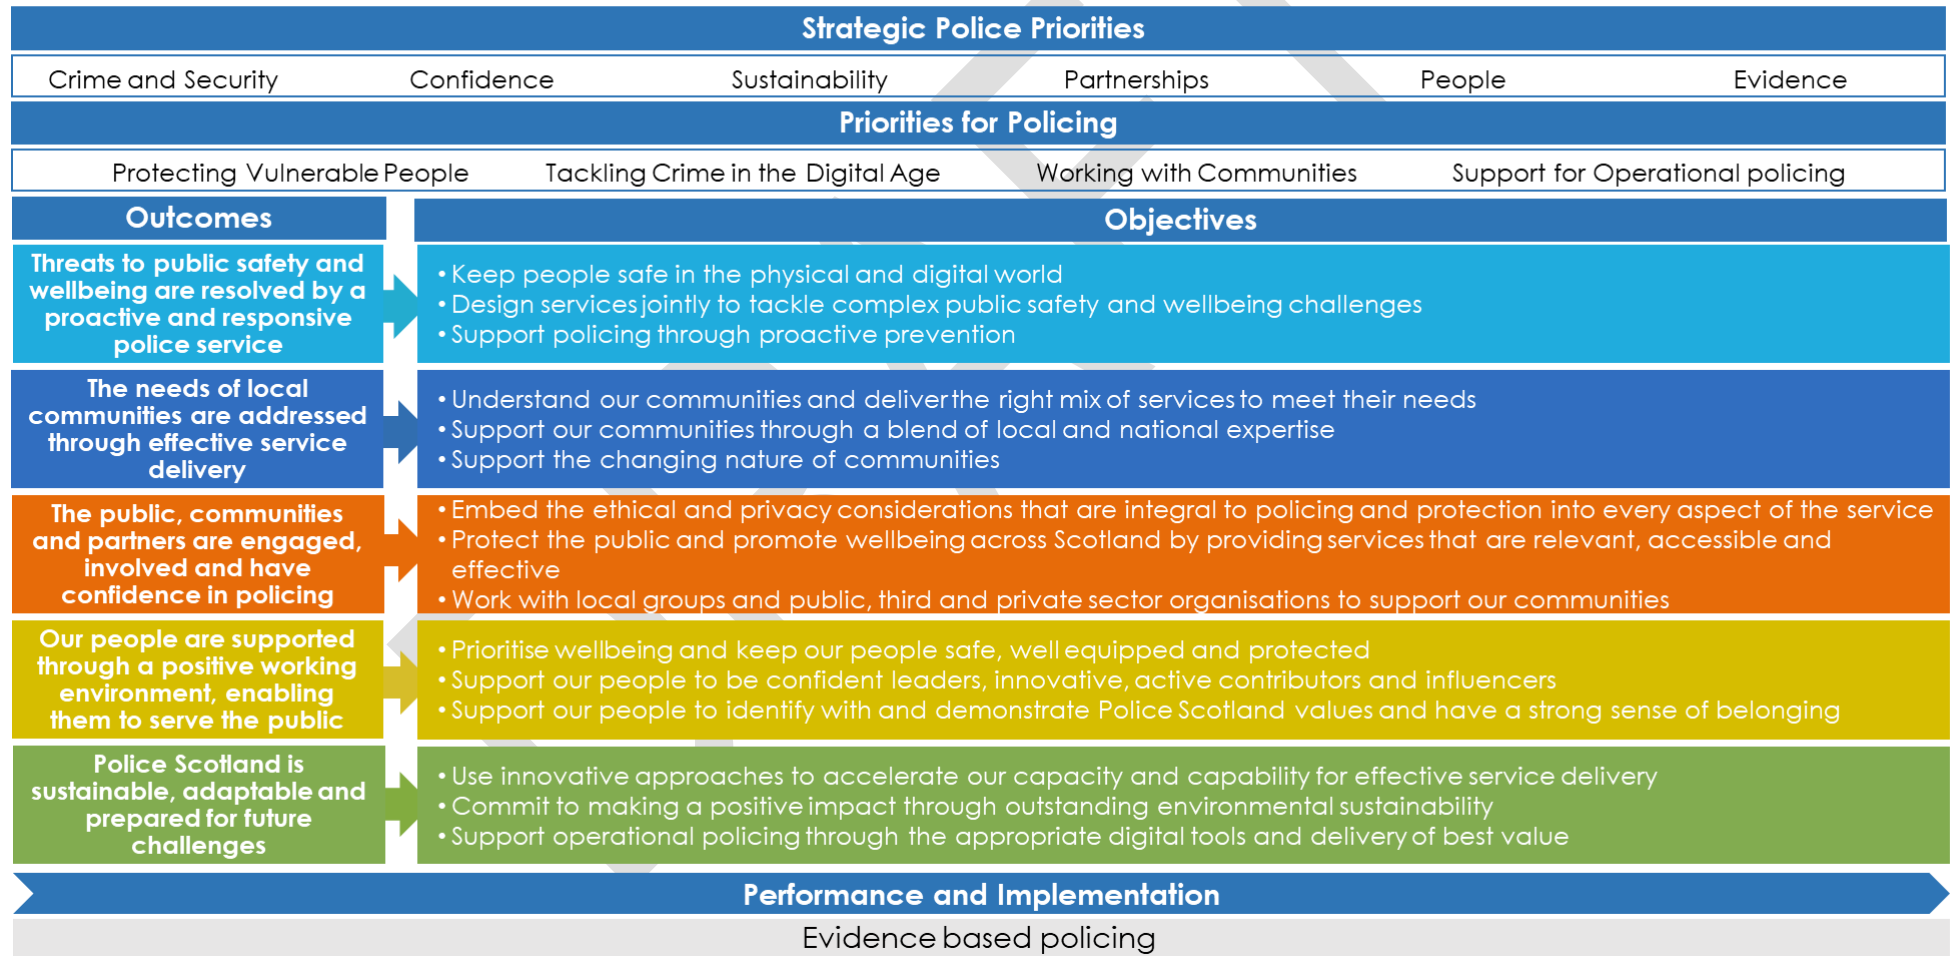 Strategic Police Priorities
Crime and Security Confidence Sustainability Partnerships People Evidence
Priorities for Policing
Protecting Vulnerable People Tackling Crime in the Digital Age Working with Communities Support for Operational policing
Outcomes
Objectives
Threats to public safety and
wellbeing are resolved by a
proactive and responsive
police service
• Keep people safe in the physical and digital world
• Design services jointly to tackle complex public safety and wellbeing challenges
• Support policing through proactive prevention
The needs of local
communities are addressed
through effective service
delivery
• Understand our communities and deliver the right mix of services to meet their needs
• Support our communities through a blend of local and national expertise
• Support the changing nature of communities
The public, communities
and partners are engaged,
involved and have
confidence in policing
• Embed the ethical and privacy considerations that are integral to policing and protection into every aspect of the service
• Protect the public and promote wellbeing across Scotland by providing services that are relevant, accessible and
effective
• Work with local groups and public, third and private sector organisations to support our communities
Our people are supported
through a positive working
environment, enabling
them to serve the public
• Prioritise wellbeing and keep our people safe, well equipped and protected
• Support our people to be confident leaders, innovative, active contributors and influencers
• Support our people to identify with and demonstrate Police Scotland values and have a strong sense of belonging
Police Scotland is
sustainable, adaptable and
prepared for future
challenges
• Use innovative approaches to accelerate our capacity and capability for effective service delivery
• Commit to making a positive impact through outstanding environmental sustainability
• Support operational policing through the appropriate digital tools and delivery of best value
Performance and Implementation
Evidence based policing